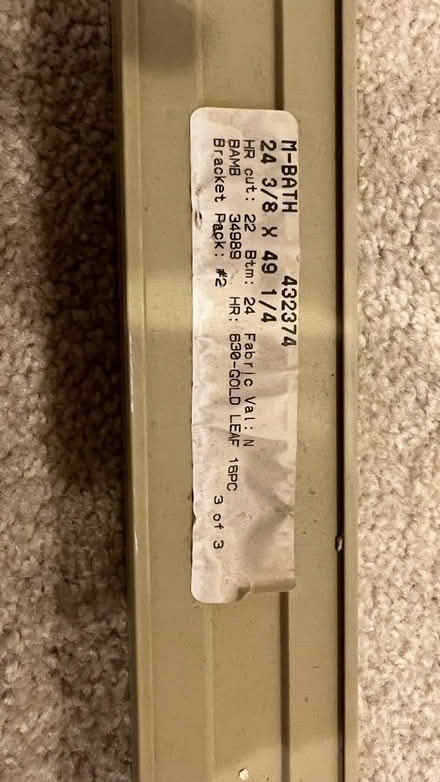 M-BATH 432374
24 3/8 X 49 1/4
HR cut: 22 Btm: 24 Fabric Val: N
BAMB 34989 HR: 630-GOLD LEAF 16PC
Bracket Pack: #2 3 of 3